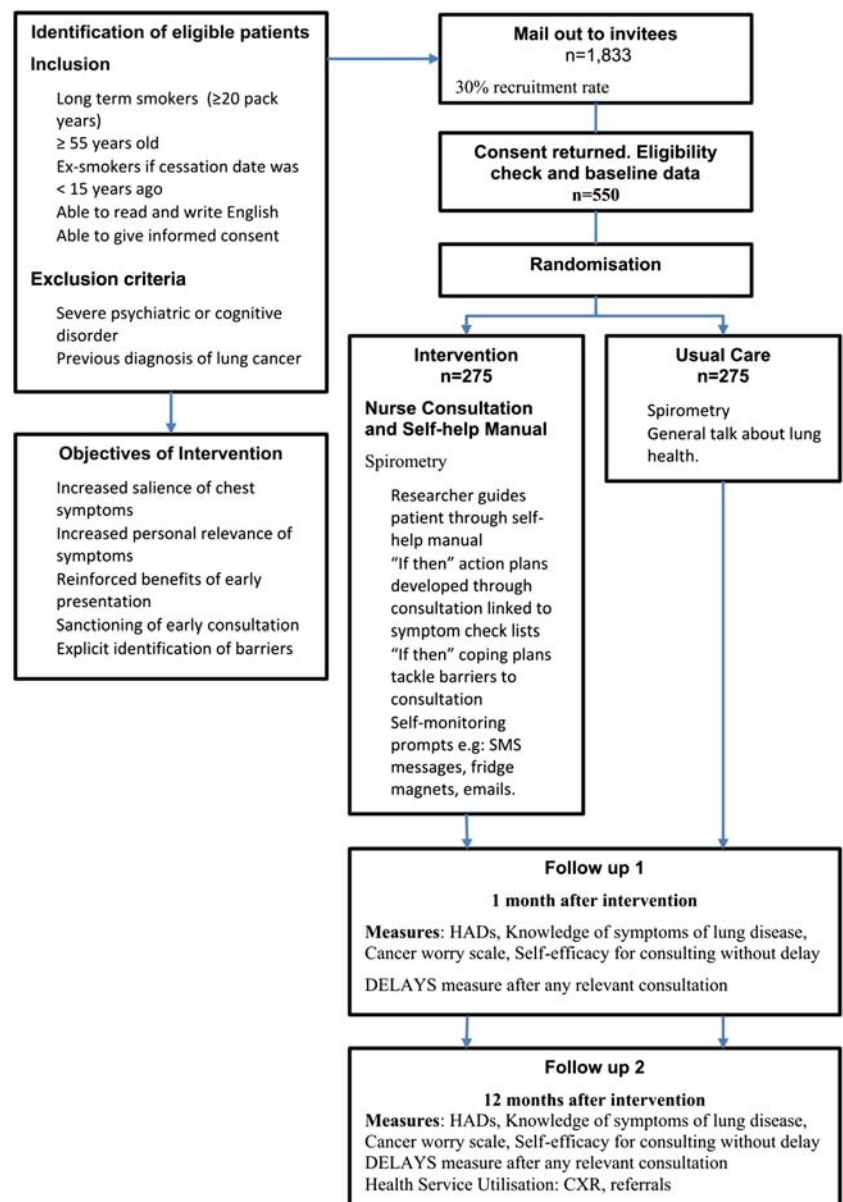 Identification of eligible patients
Inclusion
Long term smokers (≥20 pack
years)
≥ 55 years old
Ex-smokers if cessation date was
< 15 years ago
Able to read and write English
Able to give informed consent
Exclusion criteria
Severe psychiatric or cognitive
disorder
Previous diagnosis of lung cancer
Mail out to invitees
n=1,833
30% recruitment rate
Consent returned. Eligibility
check and baseline data
n=550
Randomisation
Objectives of Intervention
Increased salience of chest
symptoms
Increased personal relevance of
symptoms
Reinforced benefits of early
presentation
Sanctioning of early consultation
Explicit identification of barriers
Intervention
n=275
Nurse Consultation
and Self-help Manual
Spirometry
Researcher guides
patient through self-
help manual
“If then” action plans
developed through
consultation linked to
symptom check lists
“If then” coping plans
tackle barriers to
consultation
Self-monitoring
prompts e.g: SMS
messages, fridge
magnets, emails.
Usual Care
n=275
Spirometry
General talk about lung
health.
Follow up 1
1 month after intervention
Measures: HADs, Knowledge of symptoms of lung disease,
Cancer worry scale, Self-efficacy for consulting without delay
DELAYS measure after any relevant consultation
Follow up 2
12 months after intervention
Measures: HADs, Knowledge of symptoms of lung disease,
Cancer worry scale, Self-efficacy for consulting without delay
DELAYS measure after any relevant consultation
Health Service Utilisation: CXR, referrals